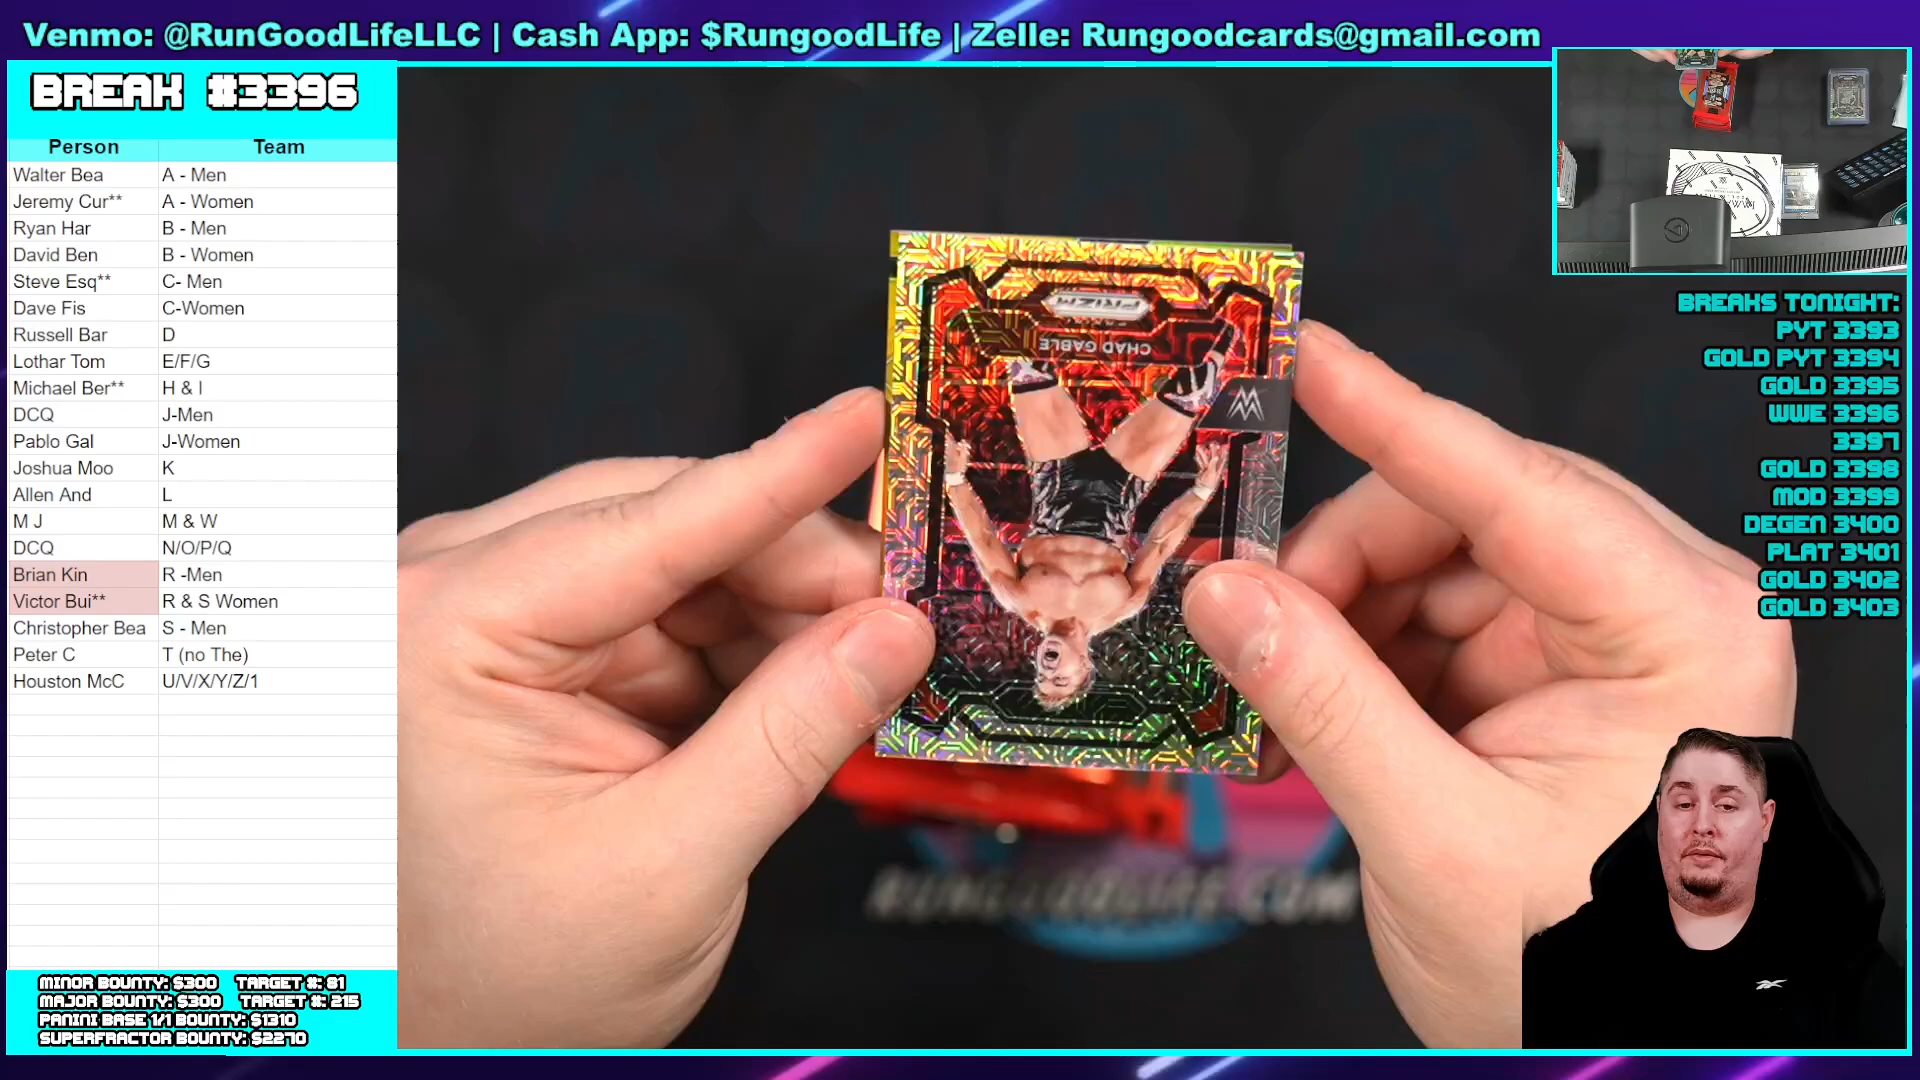 Venmo: @RunGoodLifeLLC | Cash App: $RungoodLife | Zelle: Rungoodcards@gmail.com
BREAK #3396
Person Team
Walter Bea A - Men
Jeremy Cur** A - Women
Ryan Har B - Men
David Ben B - Women
Steve Esq** C- Men
Dave Fis C-Women
Russell Bar D
Lothar Tom E/F/G
Michael Ber** H & I
DCQ J-Men
Pablo Gal J-Women
Joshua Moo K
Allen And L
M J M & W
DCQ N/O/P/Q
Brian Kin R -Men
Victor Bui** R & S Women
Christopher Bea S - Men
Peter C T (no The)
Houston McC U/V/X/Y/Z/1
MINOR BOUNTY: $300 TARGET #: 81
MAJOR BOUNTY: $300 TARGET #: 215
PANINI BASE 1/1 BOUNTY: $1310
SUPERFRACTOR BOUNTY: $2270
PRIZM
CHAD GABLE
RUNGOODLIFE.COM
BREAKS TONIGHT:
PYT 3393
GOLD PYT 3394
GOLD 3395
WWE 3396
3397
GOLD 3398
MOD 3399
DEGEN 3400
PLAT 3401
GOLD 3402
GOLD 3403